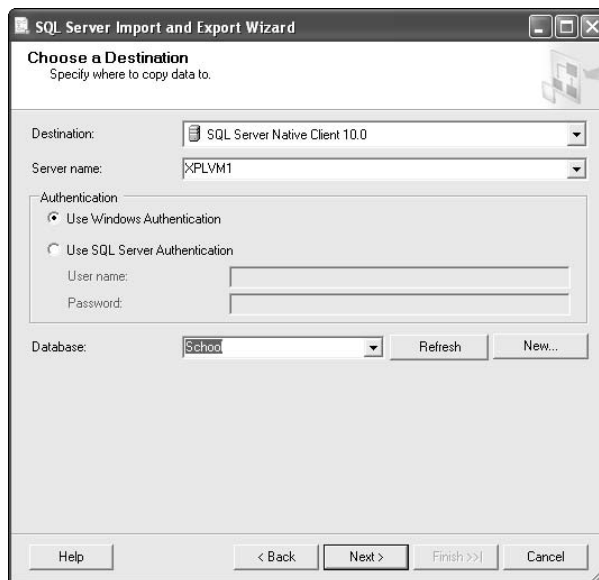 SQL Server Import and Export Wizard
Choose a Destination
Specify where to copy data to.
Destination: SQL Server Native Client 10.0
Server name: XPLVM1
Authentication
Use Windows Authentication
Use SQL Server Authentication
User name:
Password:
Database: School Refresh New...
Help < Back Next > Finish >>| Cancel